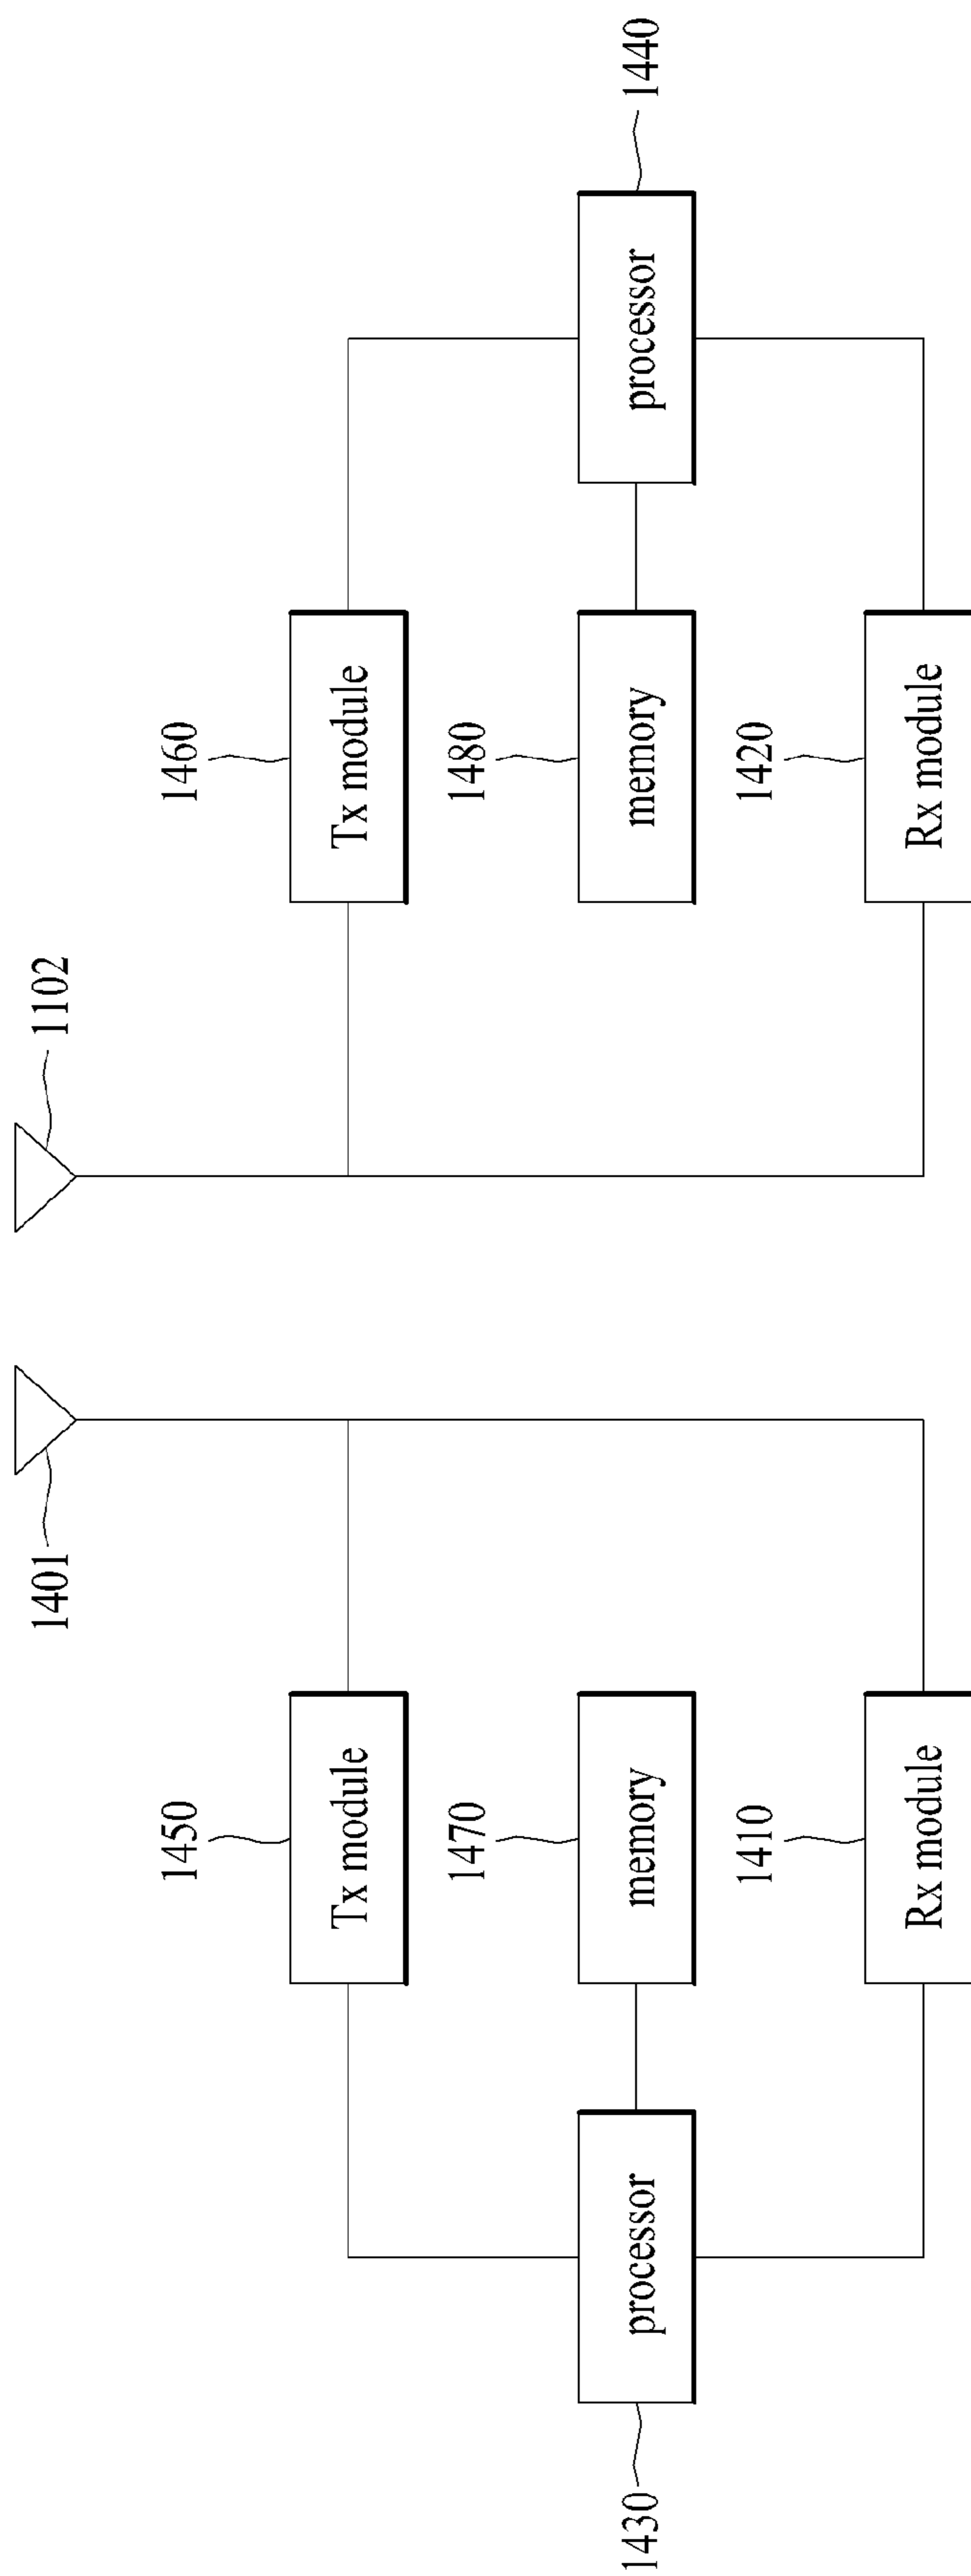 1401
1102
1450
Tx module
1460
Tx module
1430
processor
1470
memory
1480
memory
processor
1440
1410
Rx module
1420
Rx module